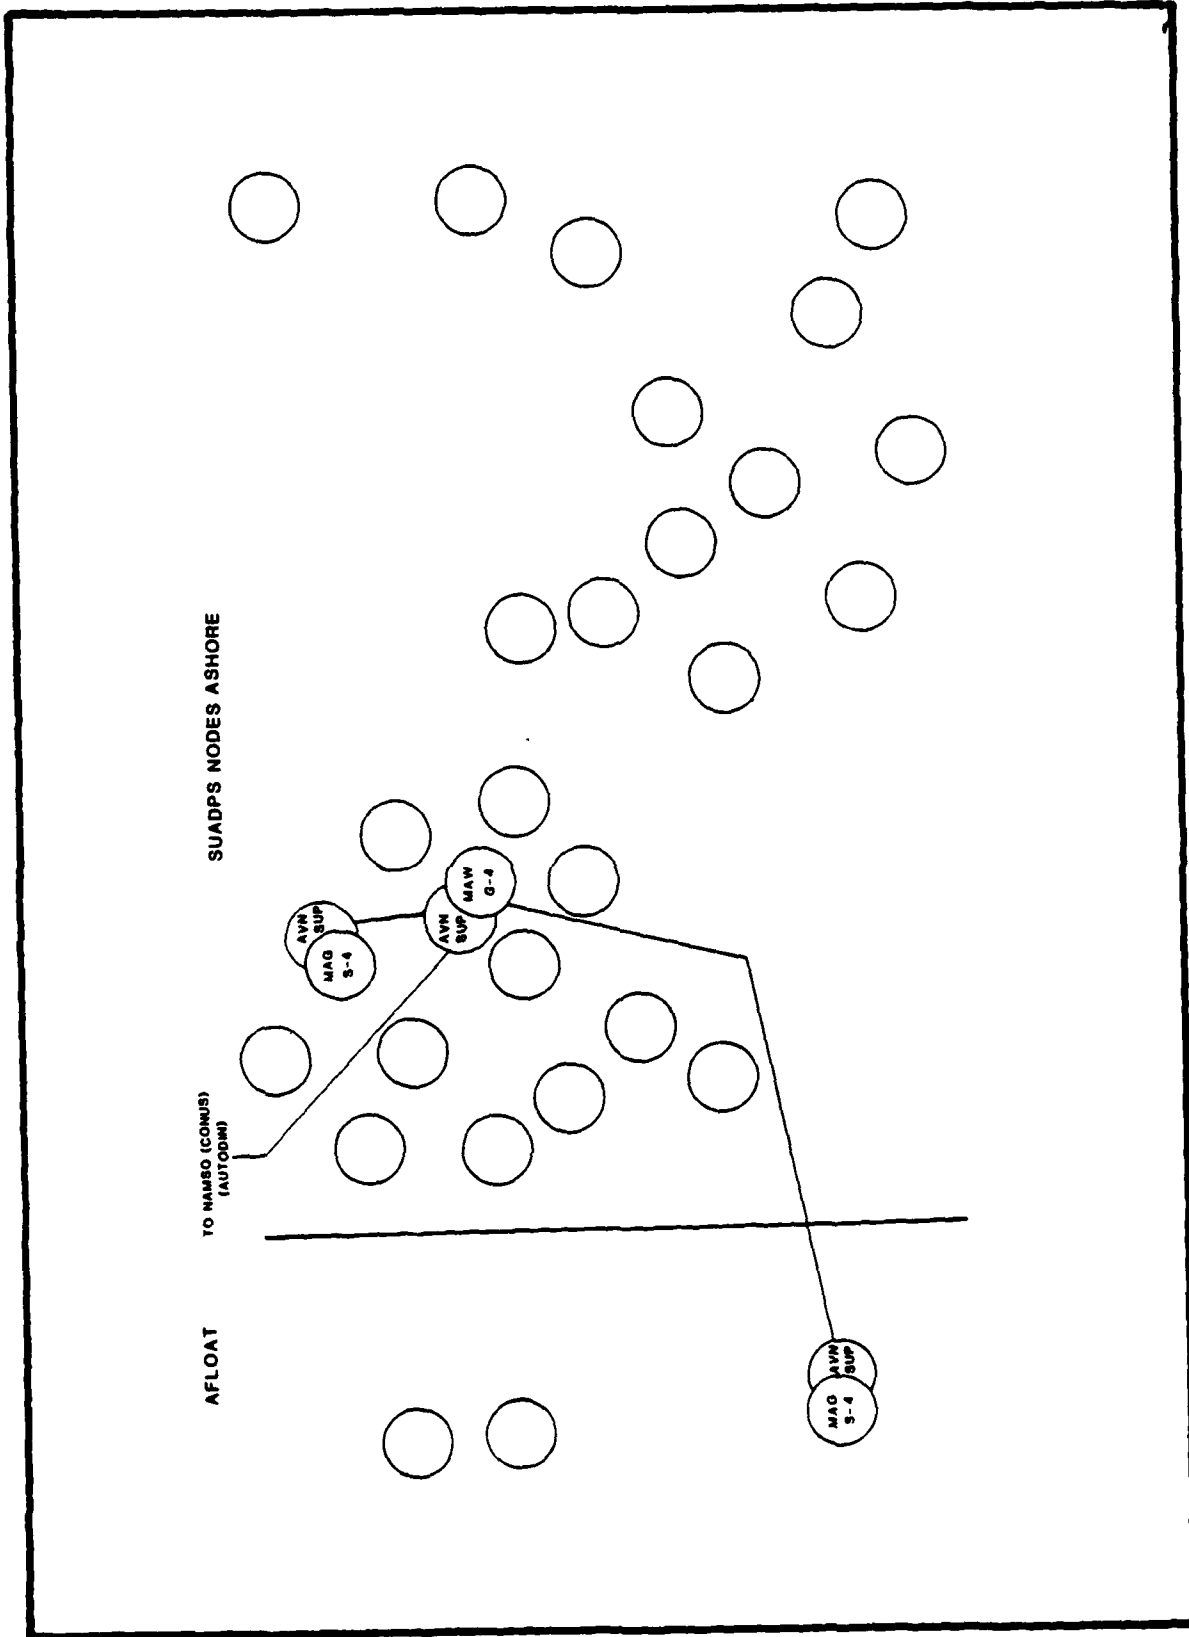 AFLOAT
TO NAMSO (CONUS)
(AUTODIN)
SUADPS NODES ASHORE
MAG
S-4
AVN
SUP
AVN
SUP
MAW
G-4
MAG
S-4
AVN
SUP